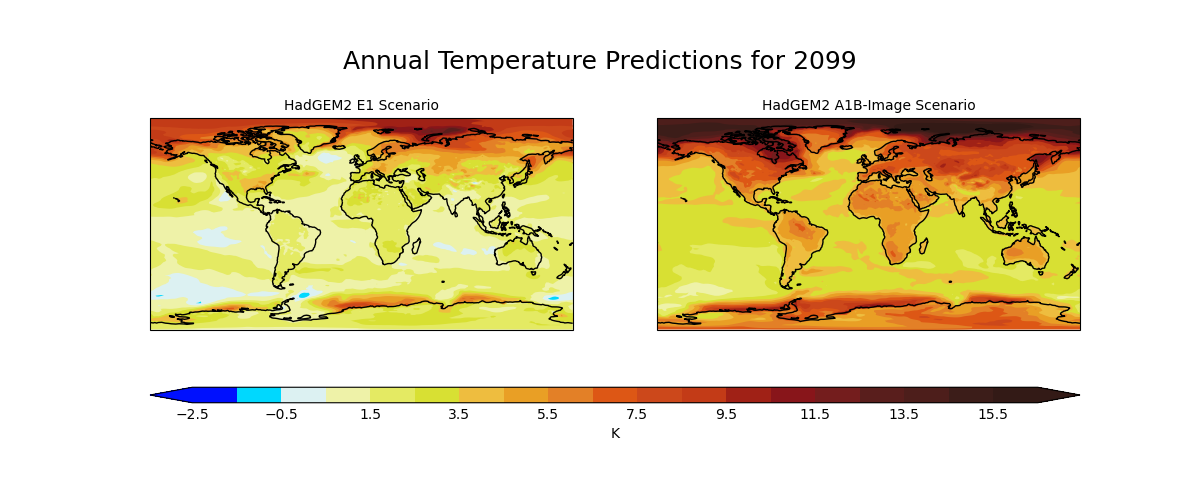 Annual Temperature Predictions for 2099
HadGEM2 E1 Scenario
HadGEM2 A1B-Image Scenario
−2.5 −0.5 1.5 3.5 5.5 7.5 9.5 11.5 13.5 15.5
K